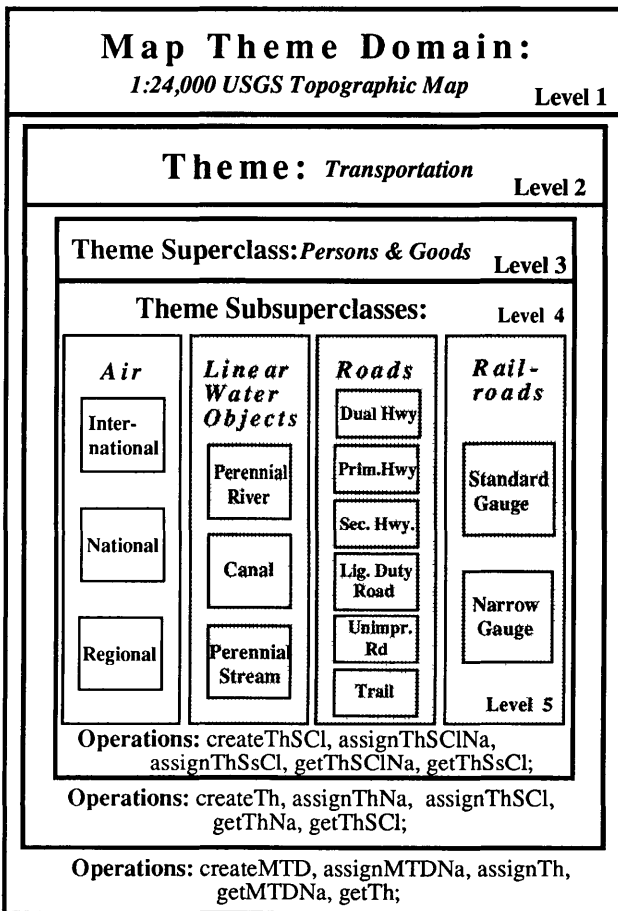 Map Theme Domain:
1:24,000 USGS Topographic Map
Level 1
Theme: Transportation
Level 2
Theme Superclass: Persons & Goods
Level 3
Theme Subsuperclasses:
Level 4
Air
Inter-
national
National
Regional
Linear
Water
Objects
Perennial
River
Canal
Perennial
Stream
Roads
Dual Hwy
Prim.Hwy
Sec. Hwy.
Lig. Duty
Road
Unimpr.
Rd
Trail
Rail-
roads
Standard
Gauge
Narrow
Gauge
Level 5
Operations: createThSCl, assignThSClNa,
assignThSsCl, getThSClNa, getThSsCl;
Operations: createTh, assignThNa, assignThSCl,
getThNa, getThSCl;
Operations: createMTD, assignMTDNa, assignTh,
getMTDNa, getTh;